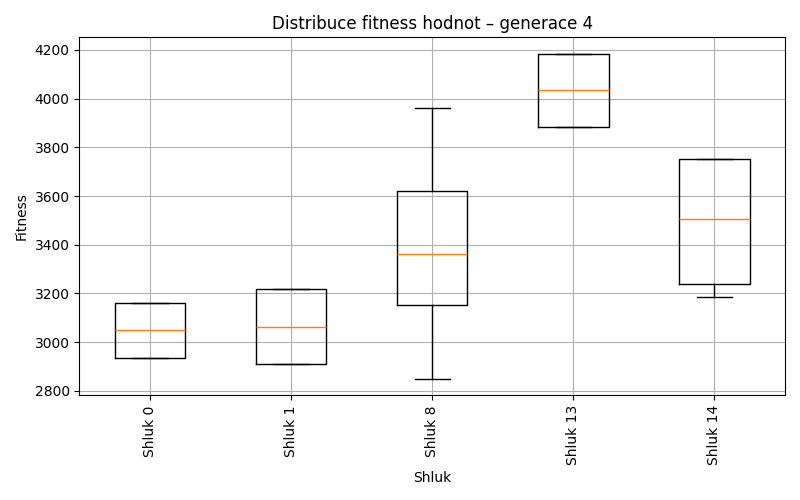 Distribuce fitness hodnot – generace 4
Fitness
4200
4000
3800
3600
3400
3200
3000
2800
Shluk 0
Shluk 1
Shluk 8
Shluk 13
Shluk 14
Shluk